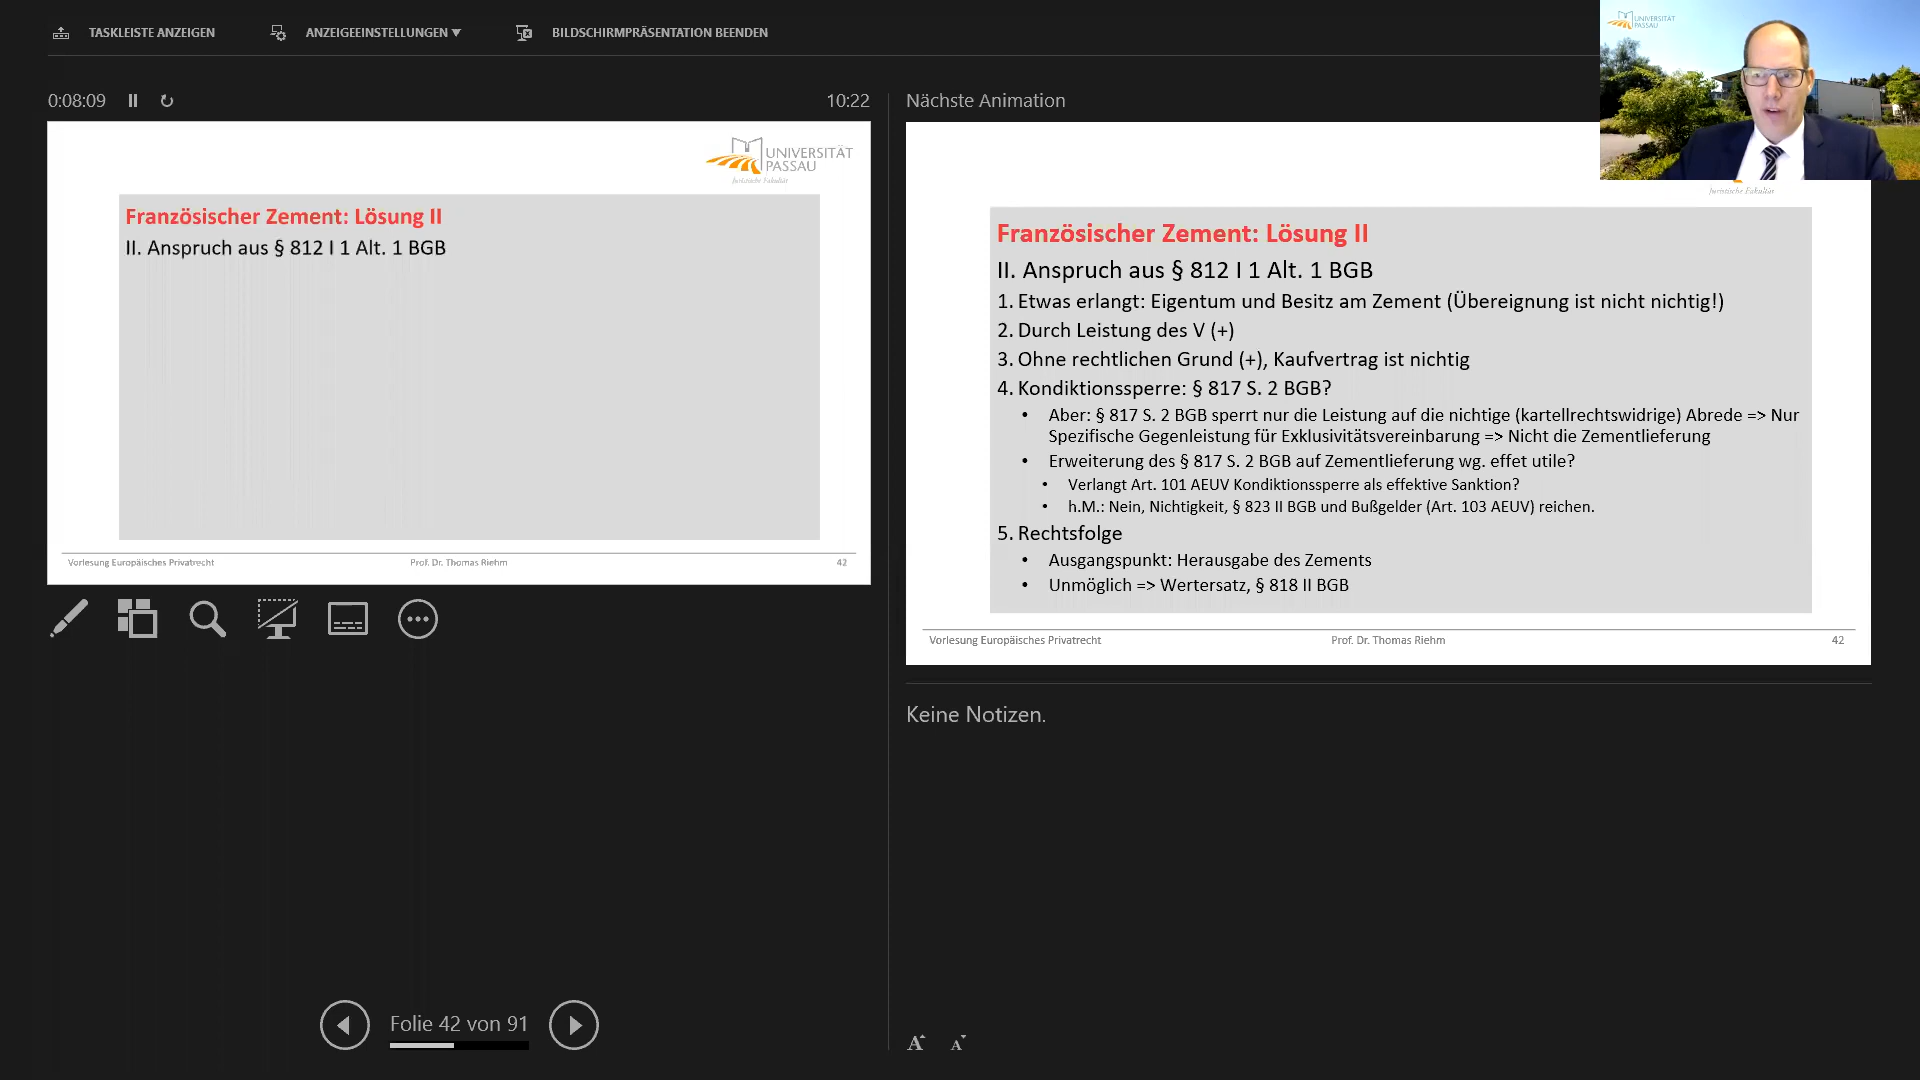 TASKLEISTE ANZEIGEN
ANZEIGEEINSTELLUNGEN
BILDSCHIRMPRÄSENTATION BEENDEN
UNIVERSITÄT
PASSAU
0:08:09
10:22
Nächste Animation
UNIVERSITÄT
PASSAU
Juristische Fakultät
Französischer Zement: Lösung II
II. Anspruch aus § 812 I 1 Alt. 1 BGB
Vorlesung Europäisches Privatrecht
Prof. Dr. Thomas Riehm
42
Juristische Fakultät
Französischer Zement: Lösung II
II. Anspruch aus § 812 I 1 Alt. 1 BGB
1. Etwas erlangt: Eigentum und Besitz am Zement (Übereignung ist nicht nichtig!)
2. Durch Leistung des V (+)
3. Ohne rechtlichen Grund (+), Kaufvertrag ist nichtig
4. Kondiktionssperre: § 817 S. 2 BGB?
• Aber: § 817 S. 2 BGB sperrt nur die Leistung auf die nichtige (kartellrechtswidrige) Abrede => Nur
Spezifische Gegenleistung für Exklusivitätsvereinbarung => Nicht die Zementlieferung
• Erweiterung des § 817 S. 2 BGB auf Zementlieferung wg. effet utile?
• Verlangt Art. 101 AEUV Kondiktionssperre als effektive Sanktion?
• h.M.: Nein, Nichtigkeit, § 823 II BGB und Bußgelder (Art. 103 AEUV) reichen.
5. Rechtsfolge
• Ausgangspunkt: Herausgabe des Zements
• Unmöglich => Wertersatz, § 818 II BGB
Vorlesung Europäisches Privatrecht
Prof. Dr. Thomas Riehm
42
Keine Notizen.
Folie 42 von 91
A A